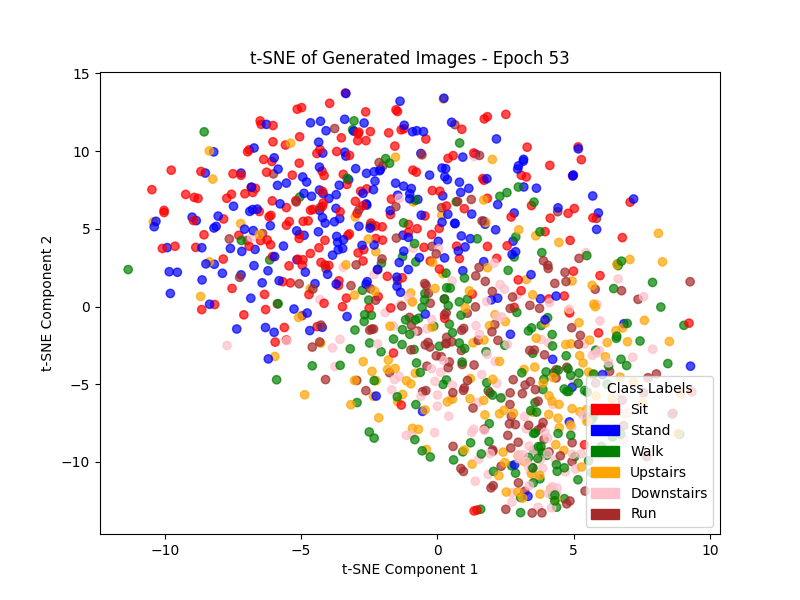 t-SNE of Generated Images - Epoch 53
15
10
5
0
−5
−10
t-SNE Component 2
−10
−5
0
5
10
t-SNE Component 1
Class Labels
Sit
Stand
Walk
Upstairs
Downstairs
Run